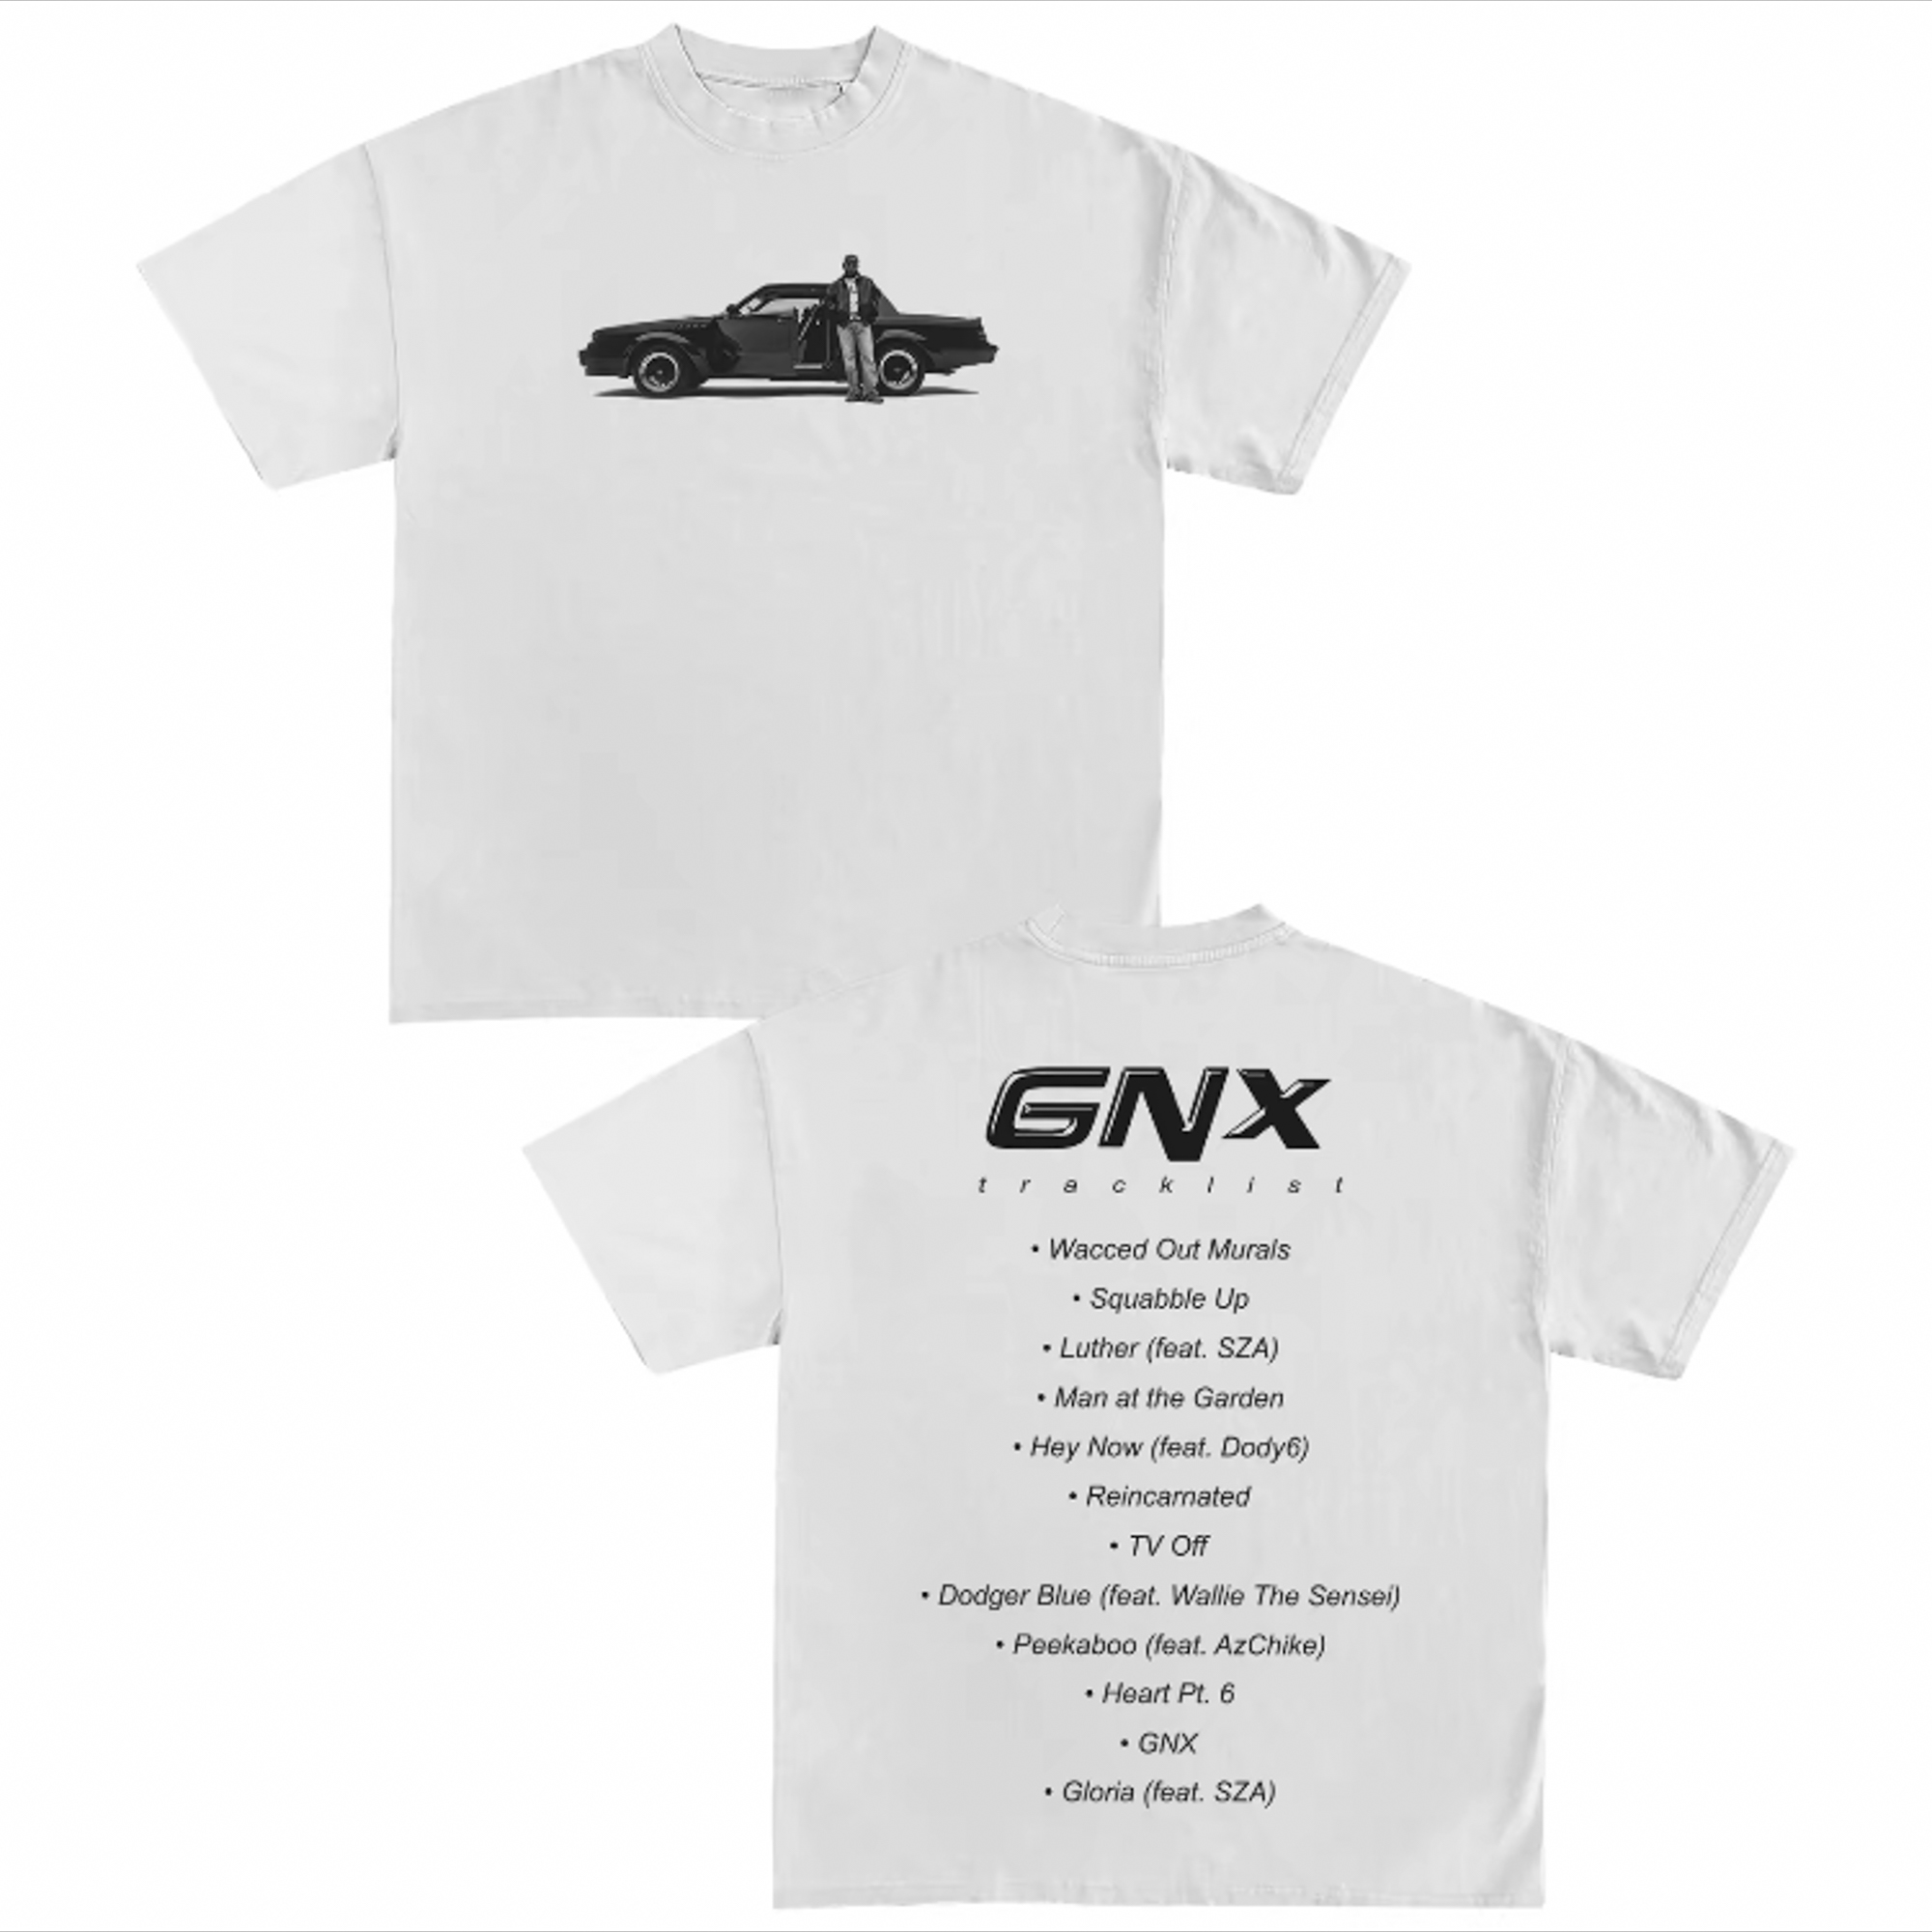 GNX
tracklist
• Wacced Out Murals
• Squabble Up
• Luther (feat. SZA)
• Man at the Garden
• Hey Now (feat. Dody6)
• Reincarnated
• TV Off
• Dodger Blue (feat. Wallie The Sensei)
• Peekaboo (feat. AzChike)
• Heart Pt. 6
• GNX
• Gloria (feat. SZA)